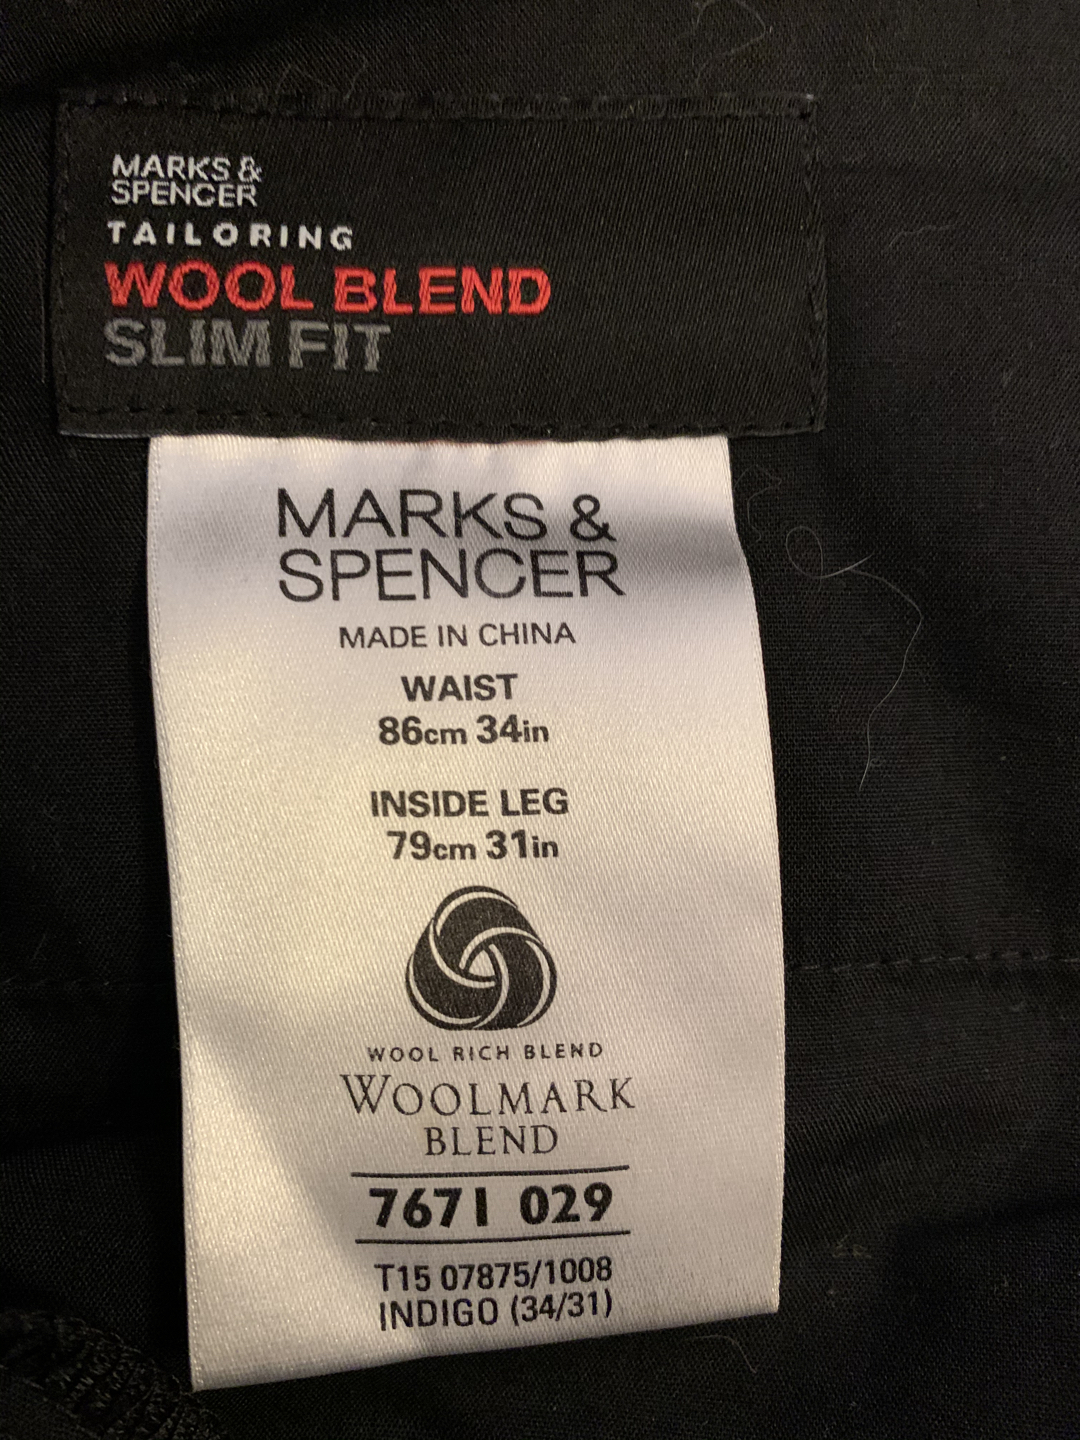 MARKS &
SPENCER
TAILORING
WOOL BLEND
SLIM FIT
MARKS &
SPENCER
MADE IN CHINA
WAIST
86cm 34in
INSIDE LEG
79cm 31in
WOOL RICH BLEND
WOOLMARK
BLEND
7671 029
T15 07875/1008
INDIGO (34/31)